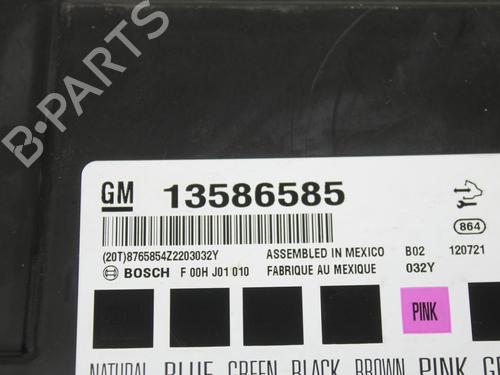 B-PARTS
GM 13586585
864
(20T)8765854Z2203032Y
ASSEMBLED IN MEXICO B02 120721
BOSCH F 00H J01 010 FABRIQUE AU MEXIQUE 032Y
PINK
NATURAL BLUE GREEN BLACK BROWN PINK